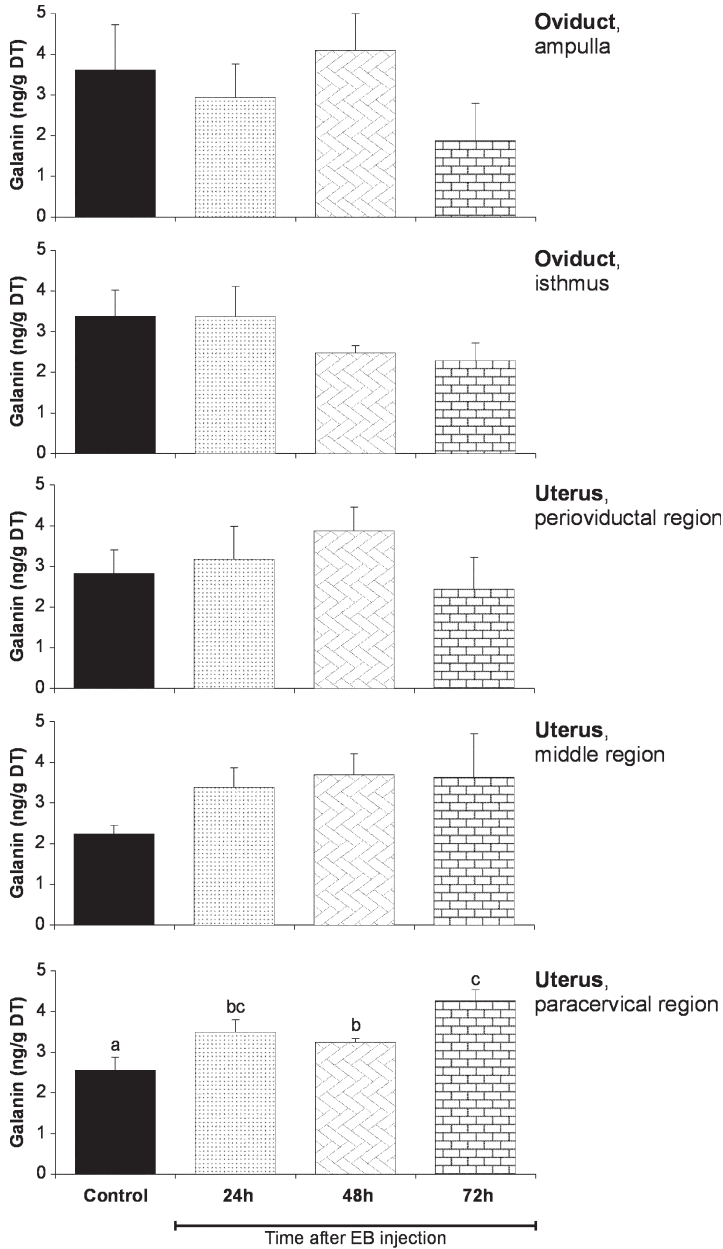 Galanin (ng/g DT)
5
4
3
2
1
0
Oviduct,
ampulla
Galanin (ng/g DT)
5
4
3
2
1
0
Oviduct,
isthmus
Galanin (ng/g DT)
5
4
3
2
1
0
Uterus,
perioviductal region
Galanin (ng/g DT)
5
4
3
2
1
0
Uterus,
middle region
Galanin (ng/g DT)
5
4
3
2
1
0
a
bc
b
c
Uterus,
paracervical region
Control 24h 48h 72h
Time after EB injection